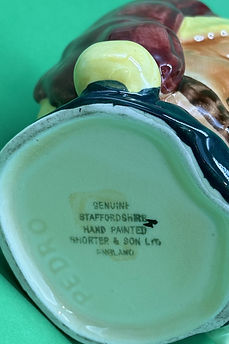 GENUINE
STAFFORDSHIRE
HAND PAINTED
SHORTER & SON LTD
ENGLAND
PEDRO